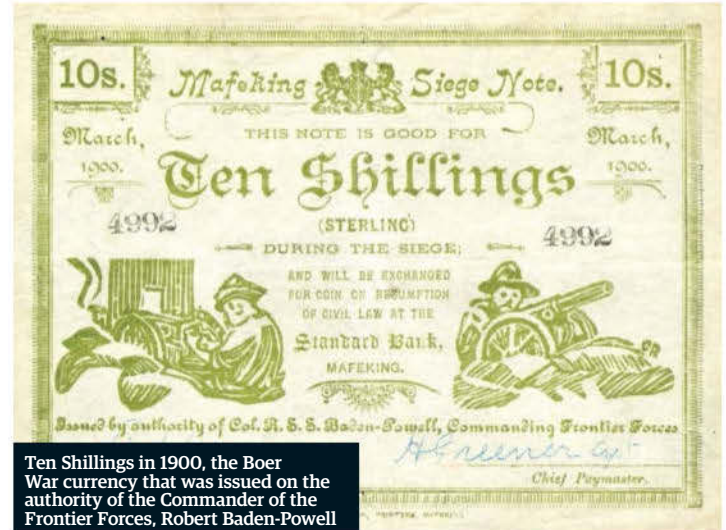 10s.
Mafeking Siege Note.
10s.
March,
1900.
THIS NOTE IS GOOD FOR
March,
1900.
Ten Shillings
4992
(STERLING)
4992
DURING THE SIEGE;
AND WILL BE EXCHANGED
FOR COIN ON RESUMPTION
OF CIVIL LAW AT THE
Standard Bank,
MAFEKING.
Issued by authority of Col. R. S. S. Baden-Powell, Commanding Frontier Forces
H Greener Capt
Chief Paymaster.
Ten Shillings in 1900, the Boer
War currency that was issued on the
authority of the Commander of the
Frontier Forces, Robert Baden-Powell